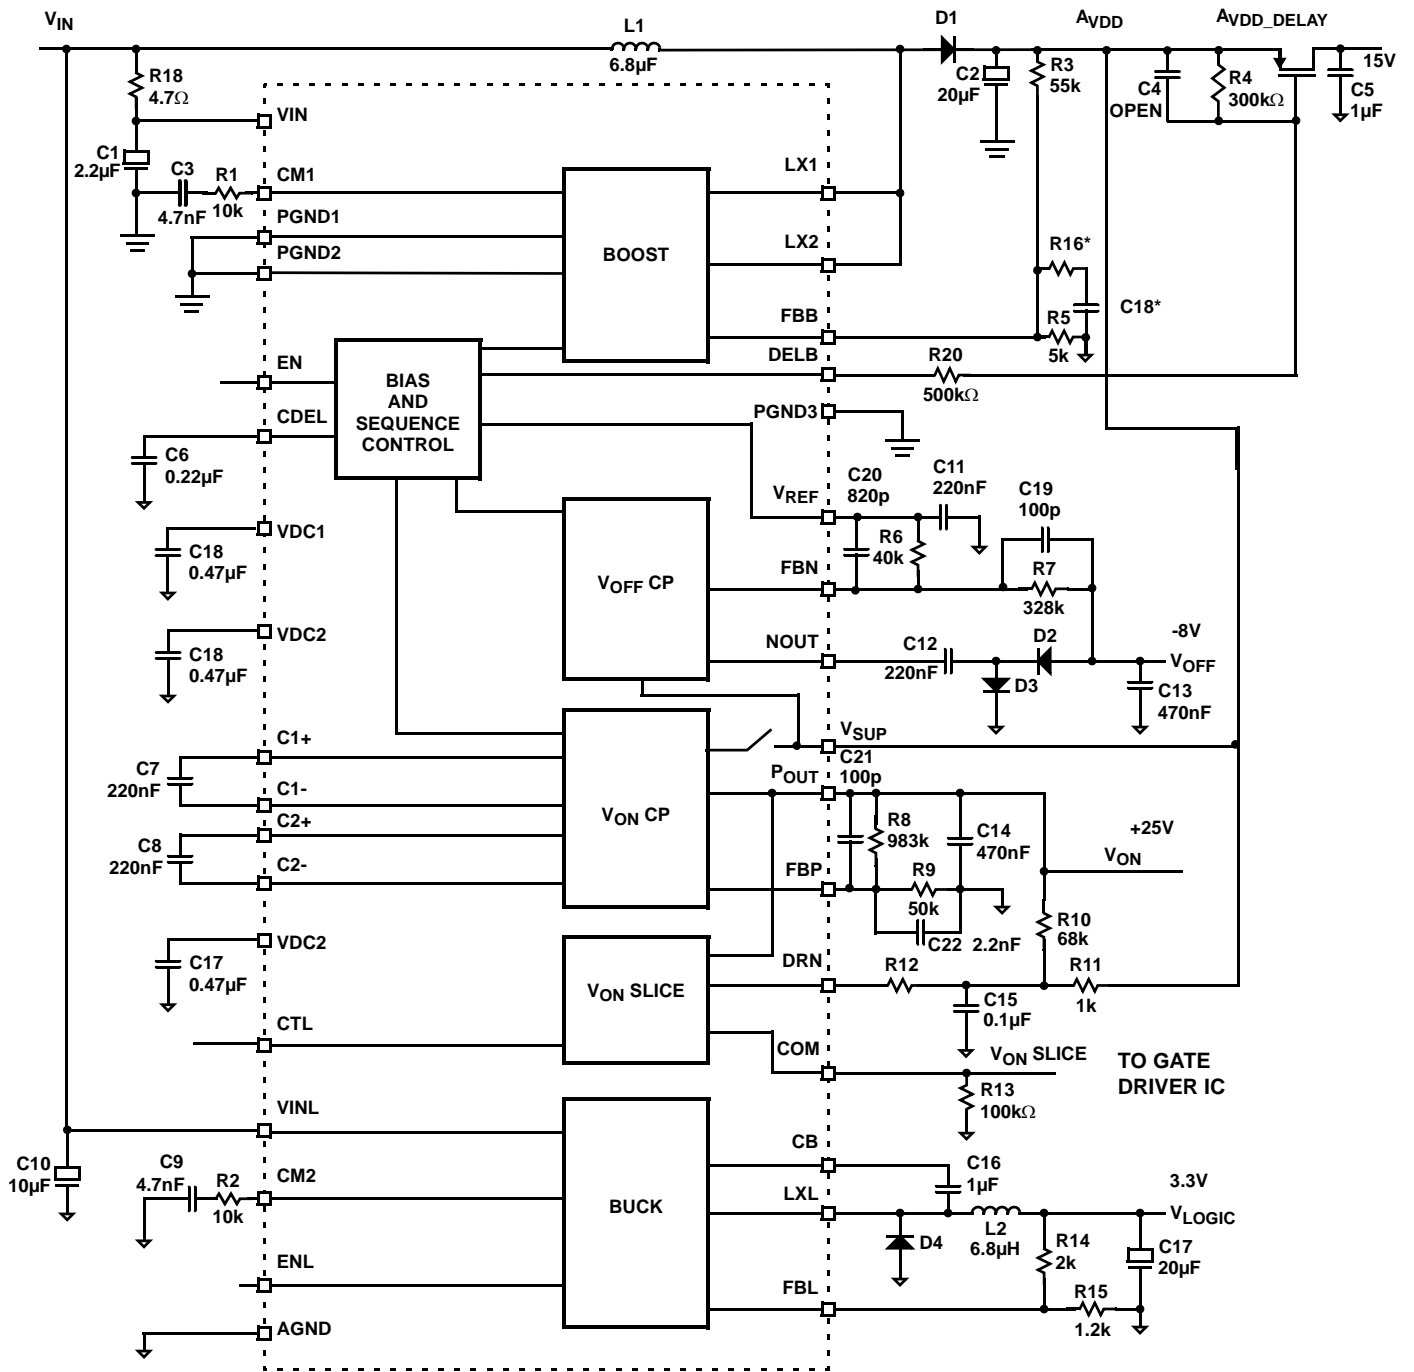 VIN
L1
6.8µF
D1
AVDD
AVDD_DELAY
R18
4.7Ω
C2
20µF
R3
55k
C4
OPEN
R4
300kΩ
15V
C5
1µF
VIN
C1
2.2µF
C3
4.7nF
R1
10k
CM1
LX1
PGND1
PGND2
BOOST
LX2
R16*
C18*
FBB
R5
5k
EN
BIAS
AND
SEQUENCE
CONTROL
DELB
R20
500kΩ
CDEL
PGND3
C6
0.22µF
VREF
C20
820p
C11
220nF
C19
100p
VDC1
C18
0.47µF
VOFF CP
R6
40k
FBN
R7
328k
VDC2
C18
0.47µF
NOUT
C12
220nF
D2
D3
-8V
VOFF
C13
470nF
VSUP
C1+
C7
220nF
C1-
VON CP
POUT
C21
100p
C2+
C8
220nF
C2-
R8
983k
C14
470nF
+25V
VON
FBP
R9
50k
C22 2.2nF
R10
68k
VDC2
C17
0.47µF
VON SLICE
DRN
R12
R11
1k
C15
0.1µF
CTL
COM
VON SLICE
TO GATE
DRIVER IC
R13
100kΩ
VINL
CB
C10
10µF
C9
4.7nF
R2
10k
CM2
BUCK
C16
1µF
LXL
L2
6.8µH
3.3V
VLOGIC
D4
R14
2k
C17
20µF
ENL
FBL
R15
1.2k
AGND